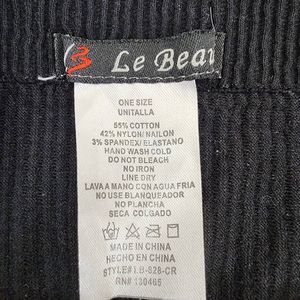 Le Beau
ONE SIZE
UNITALLA
55% COTTON
42% NYLON/NAILON
3% SPANDEX/ELASTANO
HAND WASH COLD
DO NOT BLEACH
NO IRON
LINE DRY
LAVA A MANO CON AGUA FRIA
NO USE BLANQUEADOR
NO PLANCHA
SECA COLGADO
MADE IN CHINA
HECHO EN CHINA
STYLE# LB-828-CR
RN# 130465